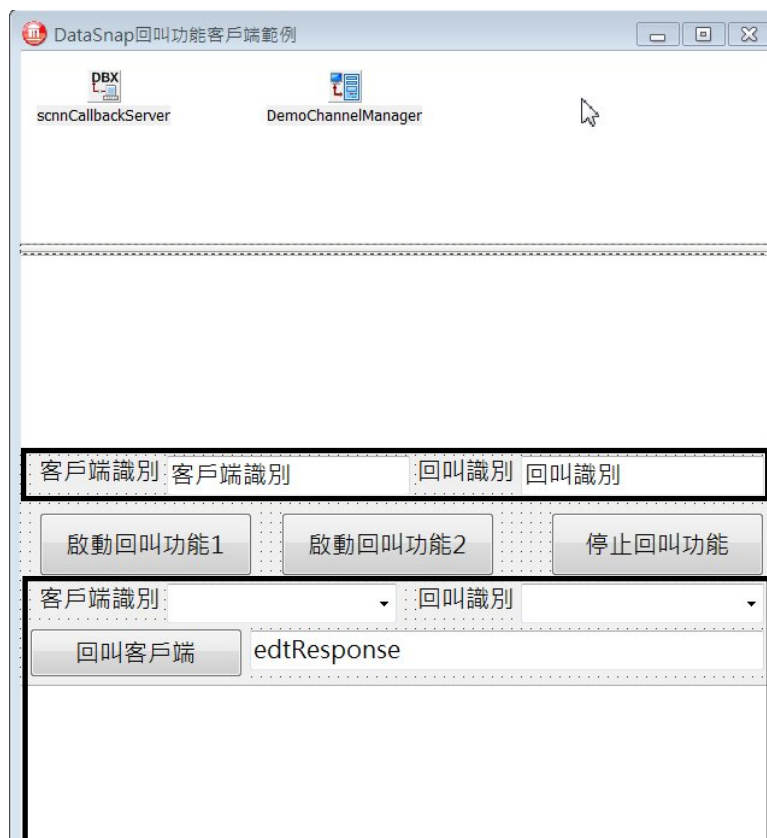 DataSnap回叫功能客戶端範例
DBX
scnnCallbackServer DemoChannelManager
客戶端識別 客戶端識別 回叫識別 回叫識別
啟動回叫功能1 啟動回叫功能2 停止回叫功能
客戶端識別 回叫識別
回叫客戶端 edtResponse